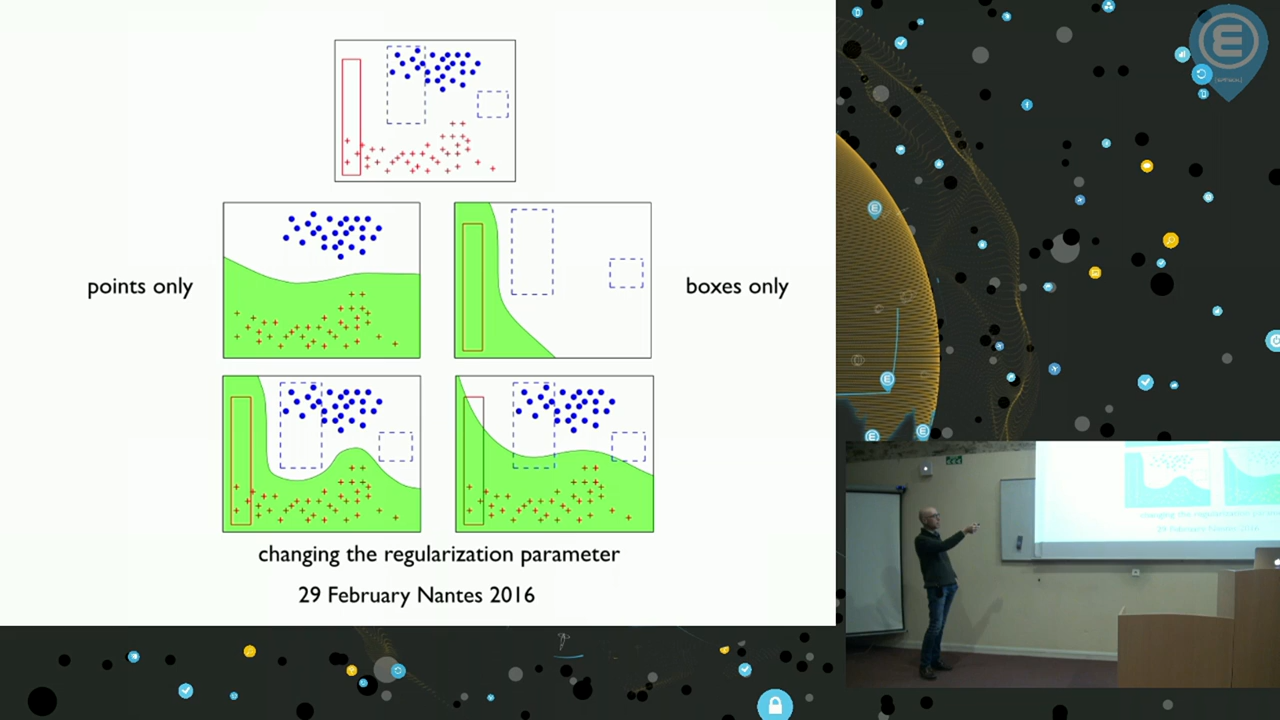 points only
boxes only
changing the regularization parameter
29 February Nantes 2016